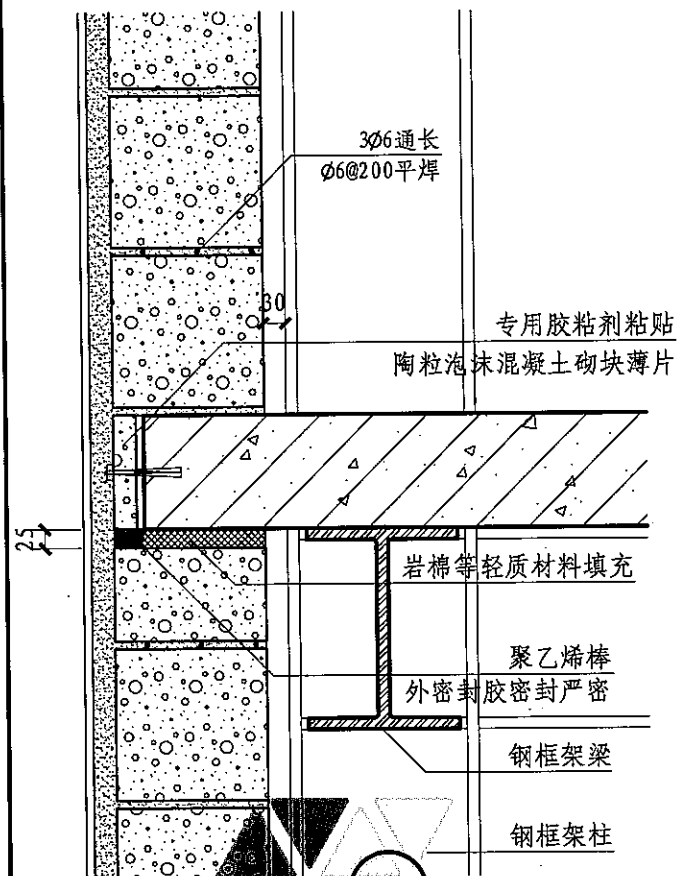 3Ø6通长
Ø6@200平焊
30
专用胶粘剂粘贴
陶粒泡沫混凝土砌块薄片
25
岩棉等轻质材料填充
聚乙烯棒
外密封胶密封严密
钢框架梁
钢框架柱